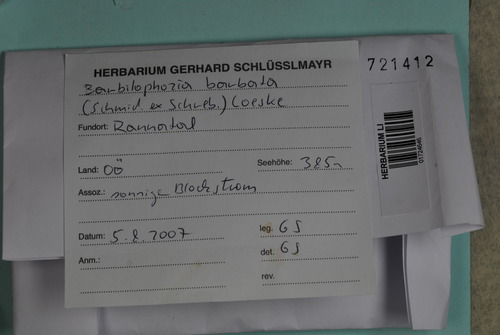 HERBARIUM GERHARD SCHLÜSSLMAYR
Barbilophozia barbata
(Schmid. ex Schreb.) Loeske
Fundort: Rannatal
Land: OÖ Seehöhe: 385m
Assoz.: sonnige Blockstrom
Datum: 5.8.2007 leg. GS
det. GS
Anm.:
rev.
721412
HERBARIUM LI